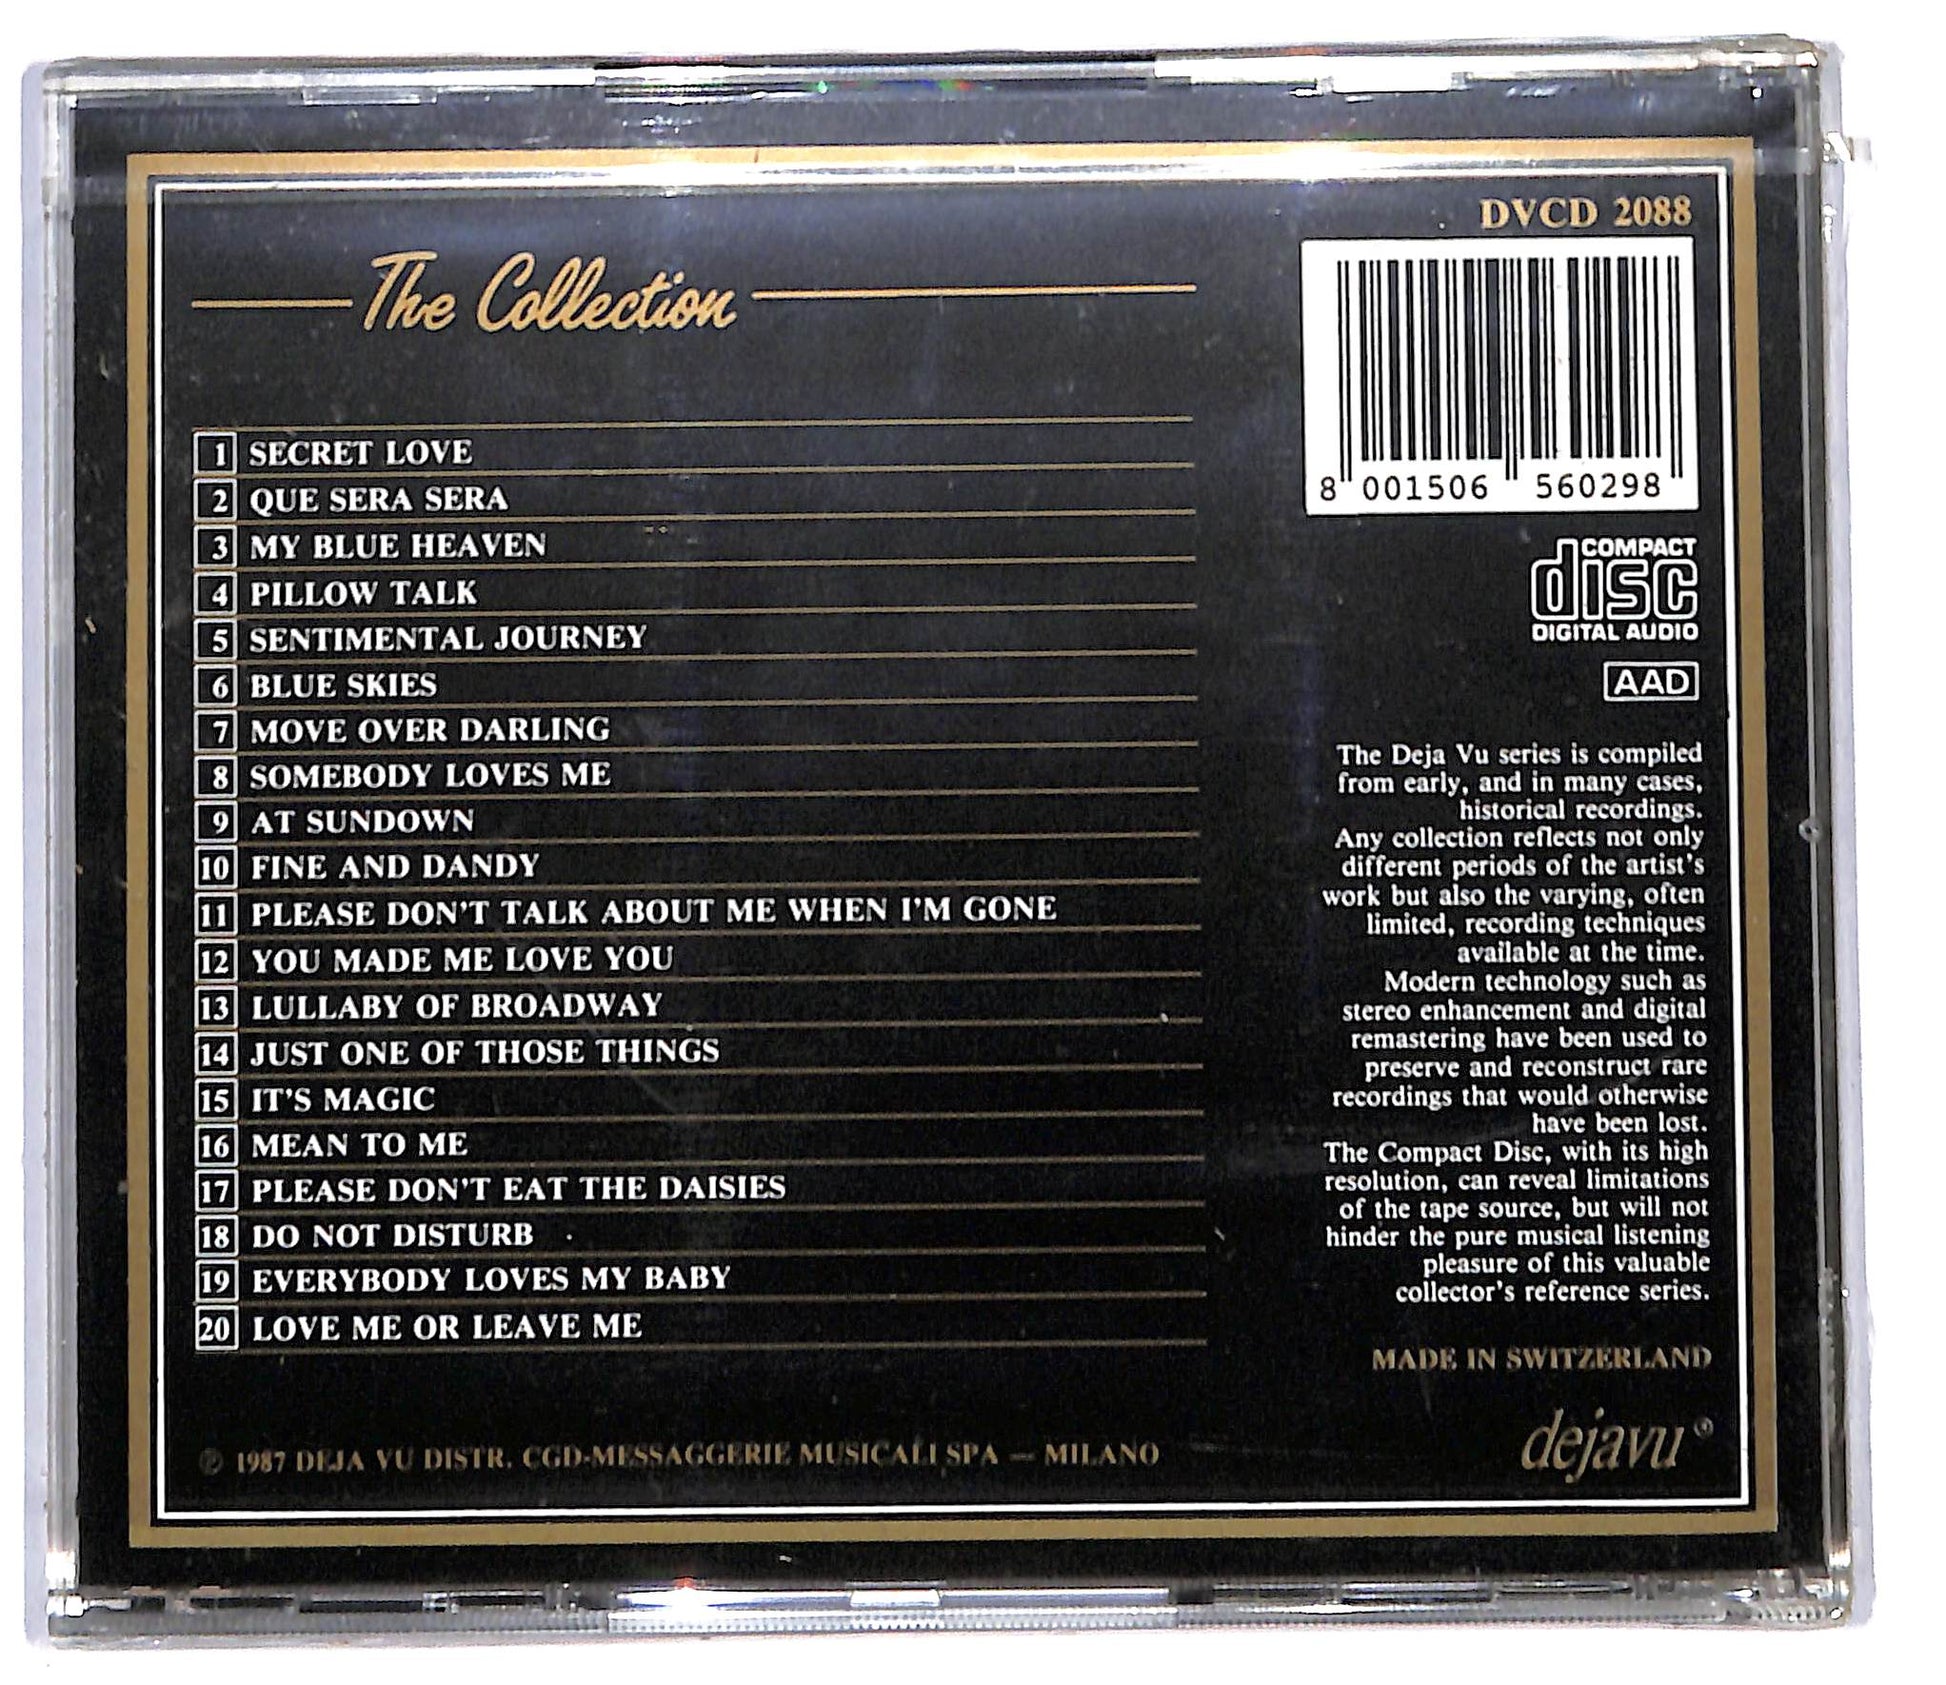 DVCD 2088
The Collection
8 001506 560298
COMPACT
disc
DIGITAL AUDIO
AAD
1 SECRET LOVE
2 QUE SERA SERA
3 MY BLUE HEAVEN
4 PILLOW TALK
5 SENTIMENTAL JOURNEY
6 BLUE SKIES
7 MOVE OVER DARLING
8 SOMEBODY LOVES ME
9 AT SUNDOWN
10 FINE AND DANDY
11 PLEASE DON'T TALK ABOUT ME WHEN I'M GONE
12 YOU MADE ME LOVE YOU
13 LULLABY OF BROADWAY
14 JUST ONE OF THOSE THINGS
15 IT'S MAGIC
16 MEAN TO ME
17 PLEASE DON'T EAT THE DAISIES
18 DO NOT DISTURB
19 EVERYBODY LOVES MY BABY
20 LOVE ME OR LEAVE ME
The Deja Vu series is compiled
from early, and in many cases,
historical recordings.
Any collection reflects not only
different periods of the artist's
work but also the varying, often
limited, recording techniques
available at the time.
Modern technology such as
stereo enhancement and digital
remastering have been used to
preserve and reconstruct rare
recordings that would otherwise
have been lost.
The Compact Disc, with its high
resolution, can reveal limitations
of the tape source, but will not
hinder the pure musical listening
pleasure of this valuable
collector's reference series.
MADE IN SWITZERLAND
dejavu ®
℗ 1987 DEJA VU DISTR. CGD-MESSAGGERIE MUSICALI SPA — MILANO